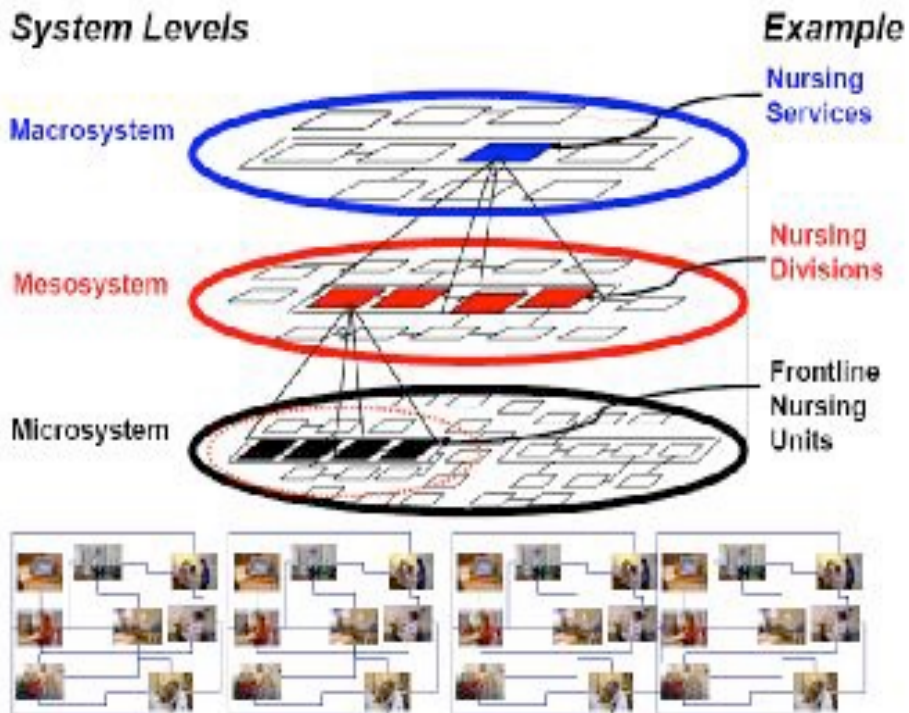 System Levels
Example
Macrosystem
Nursing
Services
Mesosystem
Nursing
Divisions
Microsystem
Frontline
Nursing
Units